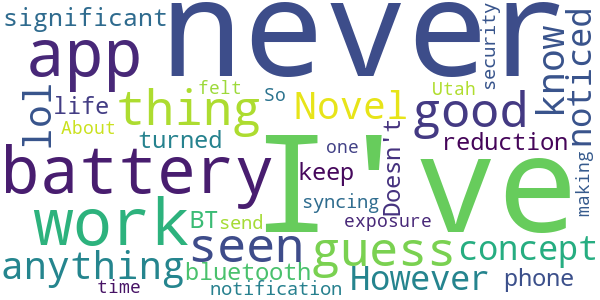 significant never security
app felt So Utah know noticed
lol life thing Novel good
About turned one Doesn't reduction
battery I've keep making
work seen syncing
BT send exposure
anything guess concept
bluetooth However phone
time notification